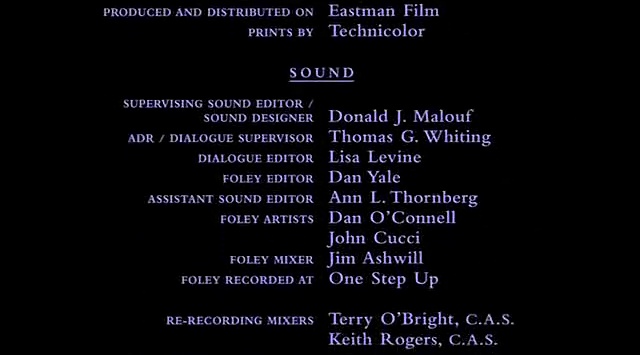 PRODUCED AND DISTRIBUTED ON Eastman Film
PRINTS BY Technicolor
SOUND
SUPERVISING SOUND EDITOR /
SOUND DESIGNER Donald J. Malouf
ADR / DIALOGUE SUPERVISOR Thomas G. Whiting
DIALOGUE EDITOR Lisa Levine
FOLEY EDITOR Dan Yale
ASSISTANT SOUND EDITOR Ann L. Thornberg
FOLEY ARTISTS Dan O'Connell
John Cucci
FOLEY MIXER Jim Ashwill
FOLEY RECORDED AT One Step Up
RE-RECORDING MIXERS Terry O'Bright, C.A.S.
Keith Rogers, C.A.S.